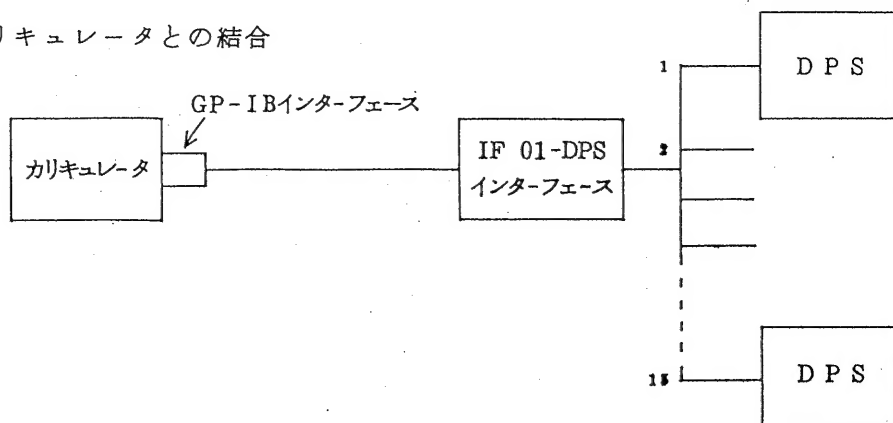 リキュレータとの結合
1
DPS
GP-IBインターフェース
カリキュレータ
IF 01-DPS
インターフェース
2
15
DPS